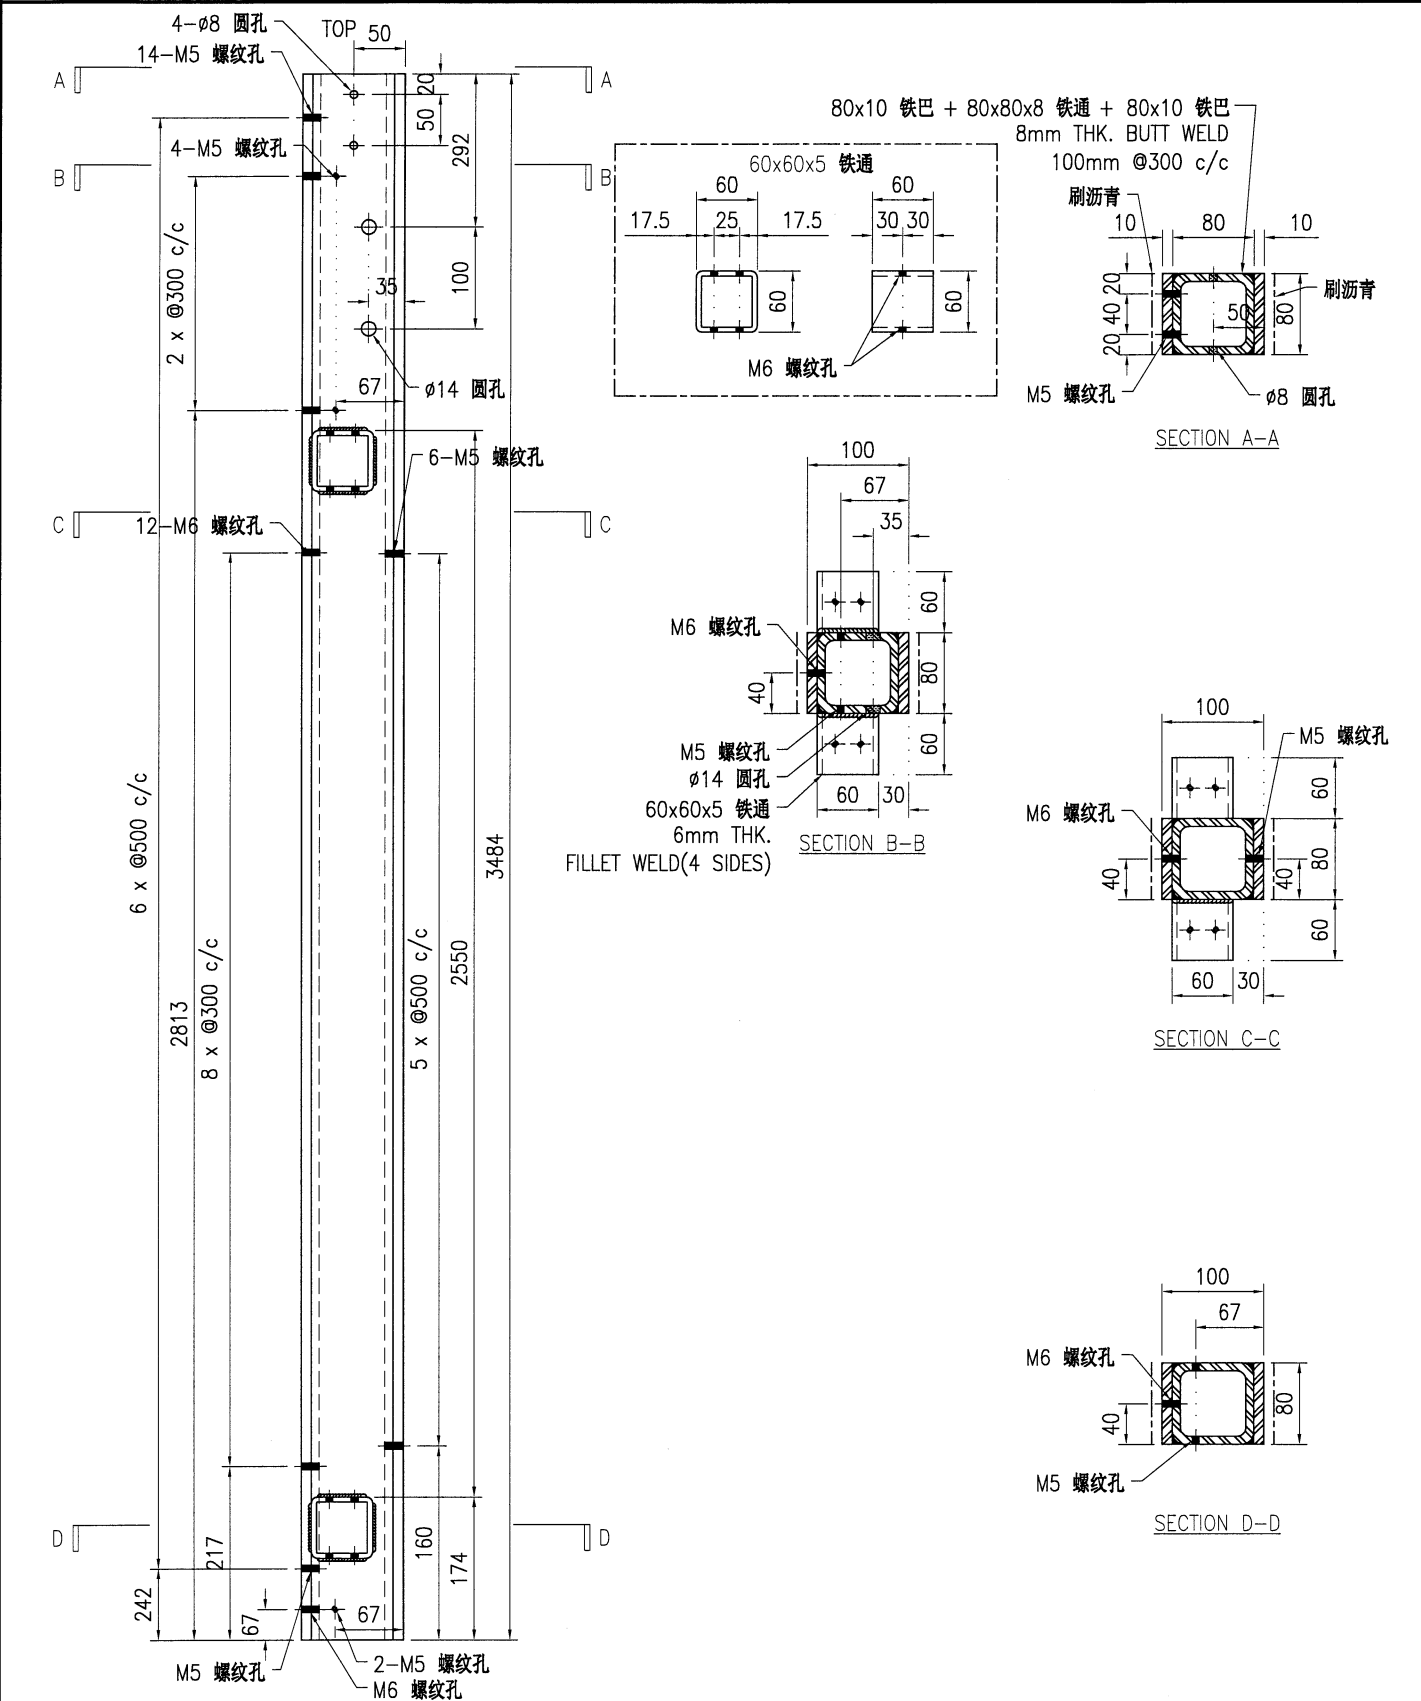 4-ø8 圆孔
TOP
50
14-M5 螺纹孔
A
A
20
50
292
4-M5 螺纹孔
B
B
2 x @300 c/c
100
35
67
ø14 圆孔
6-M5 螺纹孔
C
C
12-M6 螺纹孔
6 x @500 c/c
2813
8 x @300 c/c
5 x @500 c/c
2550
3484
D
D
217
242
67
67
160
174
M5 螺纹孔
2-M5 螺纹孔
M6 螺纹孔
60x60x5 铁通
60
60
17.5
25
17.5
30
30
60
60
M6 螺纹孔
80x10 铁巴 + 80x80x8 铁通 + 80x10 铁巴
8mm THK. BUTT WELD
100mm @300 c/c
刷沥青
10
80
10
刷沥青
20
40
20
50
80
M5 螺纹孔
ø8 圆孔
SECTION A-A
100
67
35
60
M6 螺纹孔
40
80
M5 螺纹孔
60
ø14 圆孔
60x60x5 铁通
60
30
6mm THK.
FILLET WELD(4 SIDES)
SECTION B-B
100
M5 螺纹孔
60
M6 螺纹孔
40
40
80
60
60
30
SECTION C-C
100
67
M6 螺纹孔
40
80
M5 螺纹孔
SECTION D-D